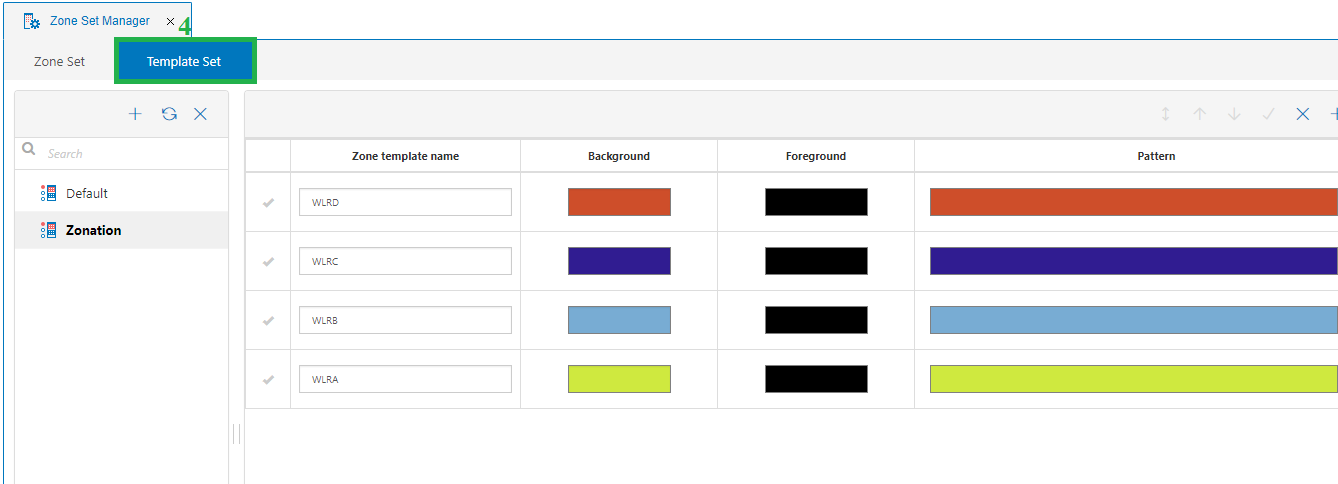 Zone Set Manager
4
Zone Set
Template Set
Search
Default
Zonation
Zone template name Background Foreground Pattern
WLRD
WLRC
WLRB
WLRA